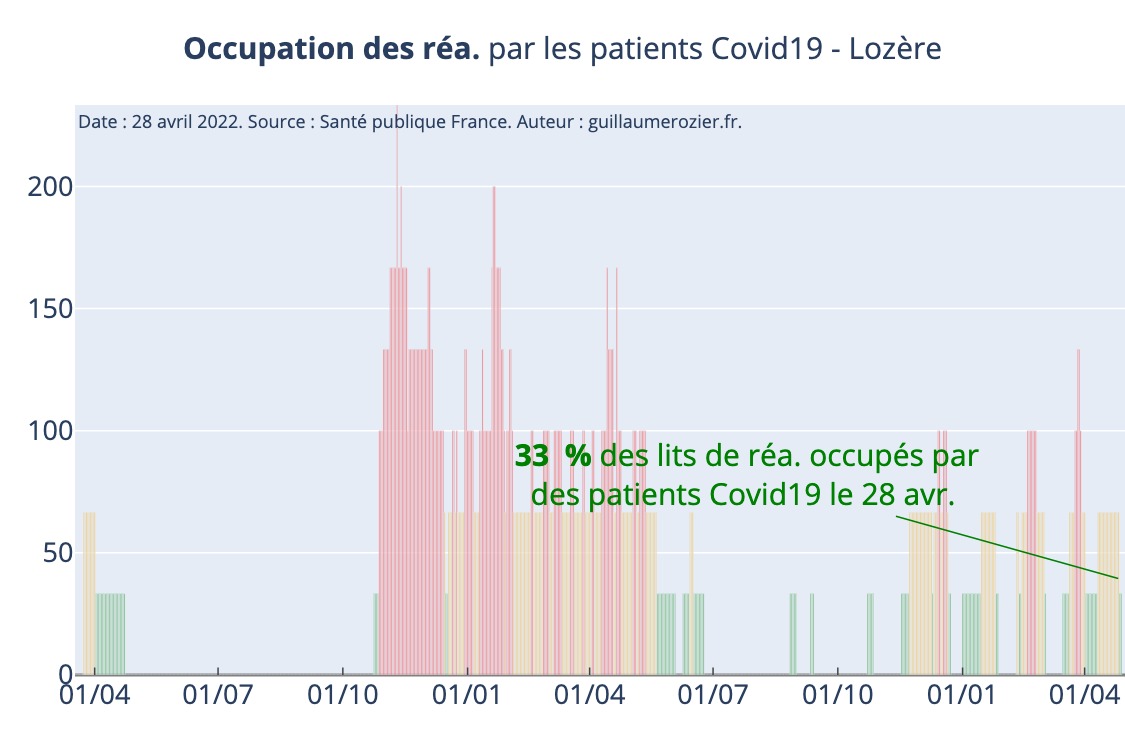 Occupation des réa. par les patients Covid19 - Lozère
Date : 28 avril 2022. Source : Santé publique France. Auteur : guillaumerozier.fr.
200
150
100
33 % des lits de réa. occupés par
des patients Covid19 le 28 avr.
50
0
01/04 01/07 01/10 01/01 01/04 01/07 01/10 01/01 01/04